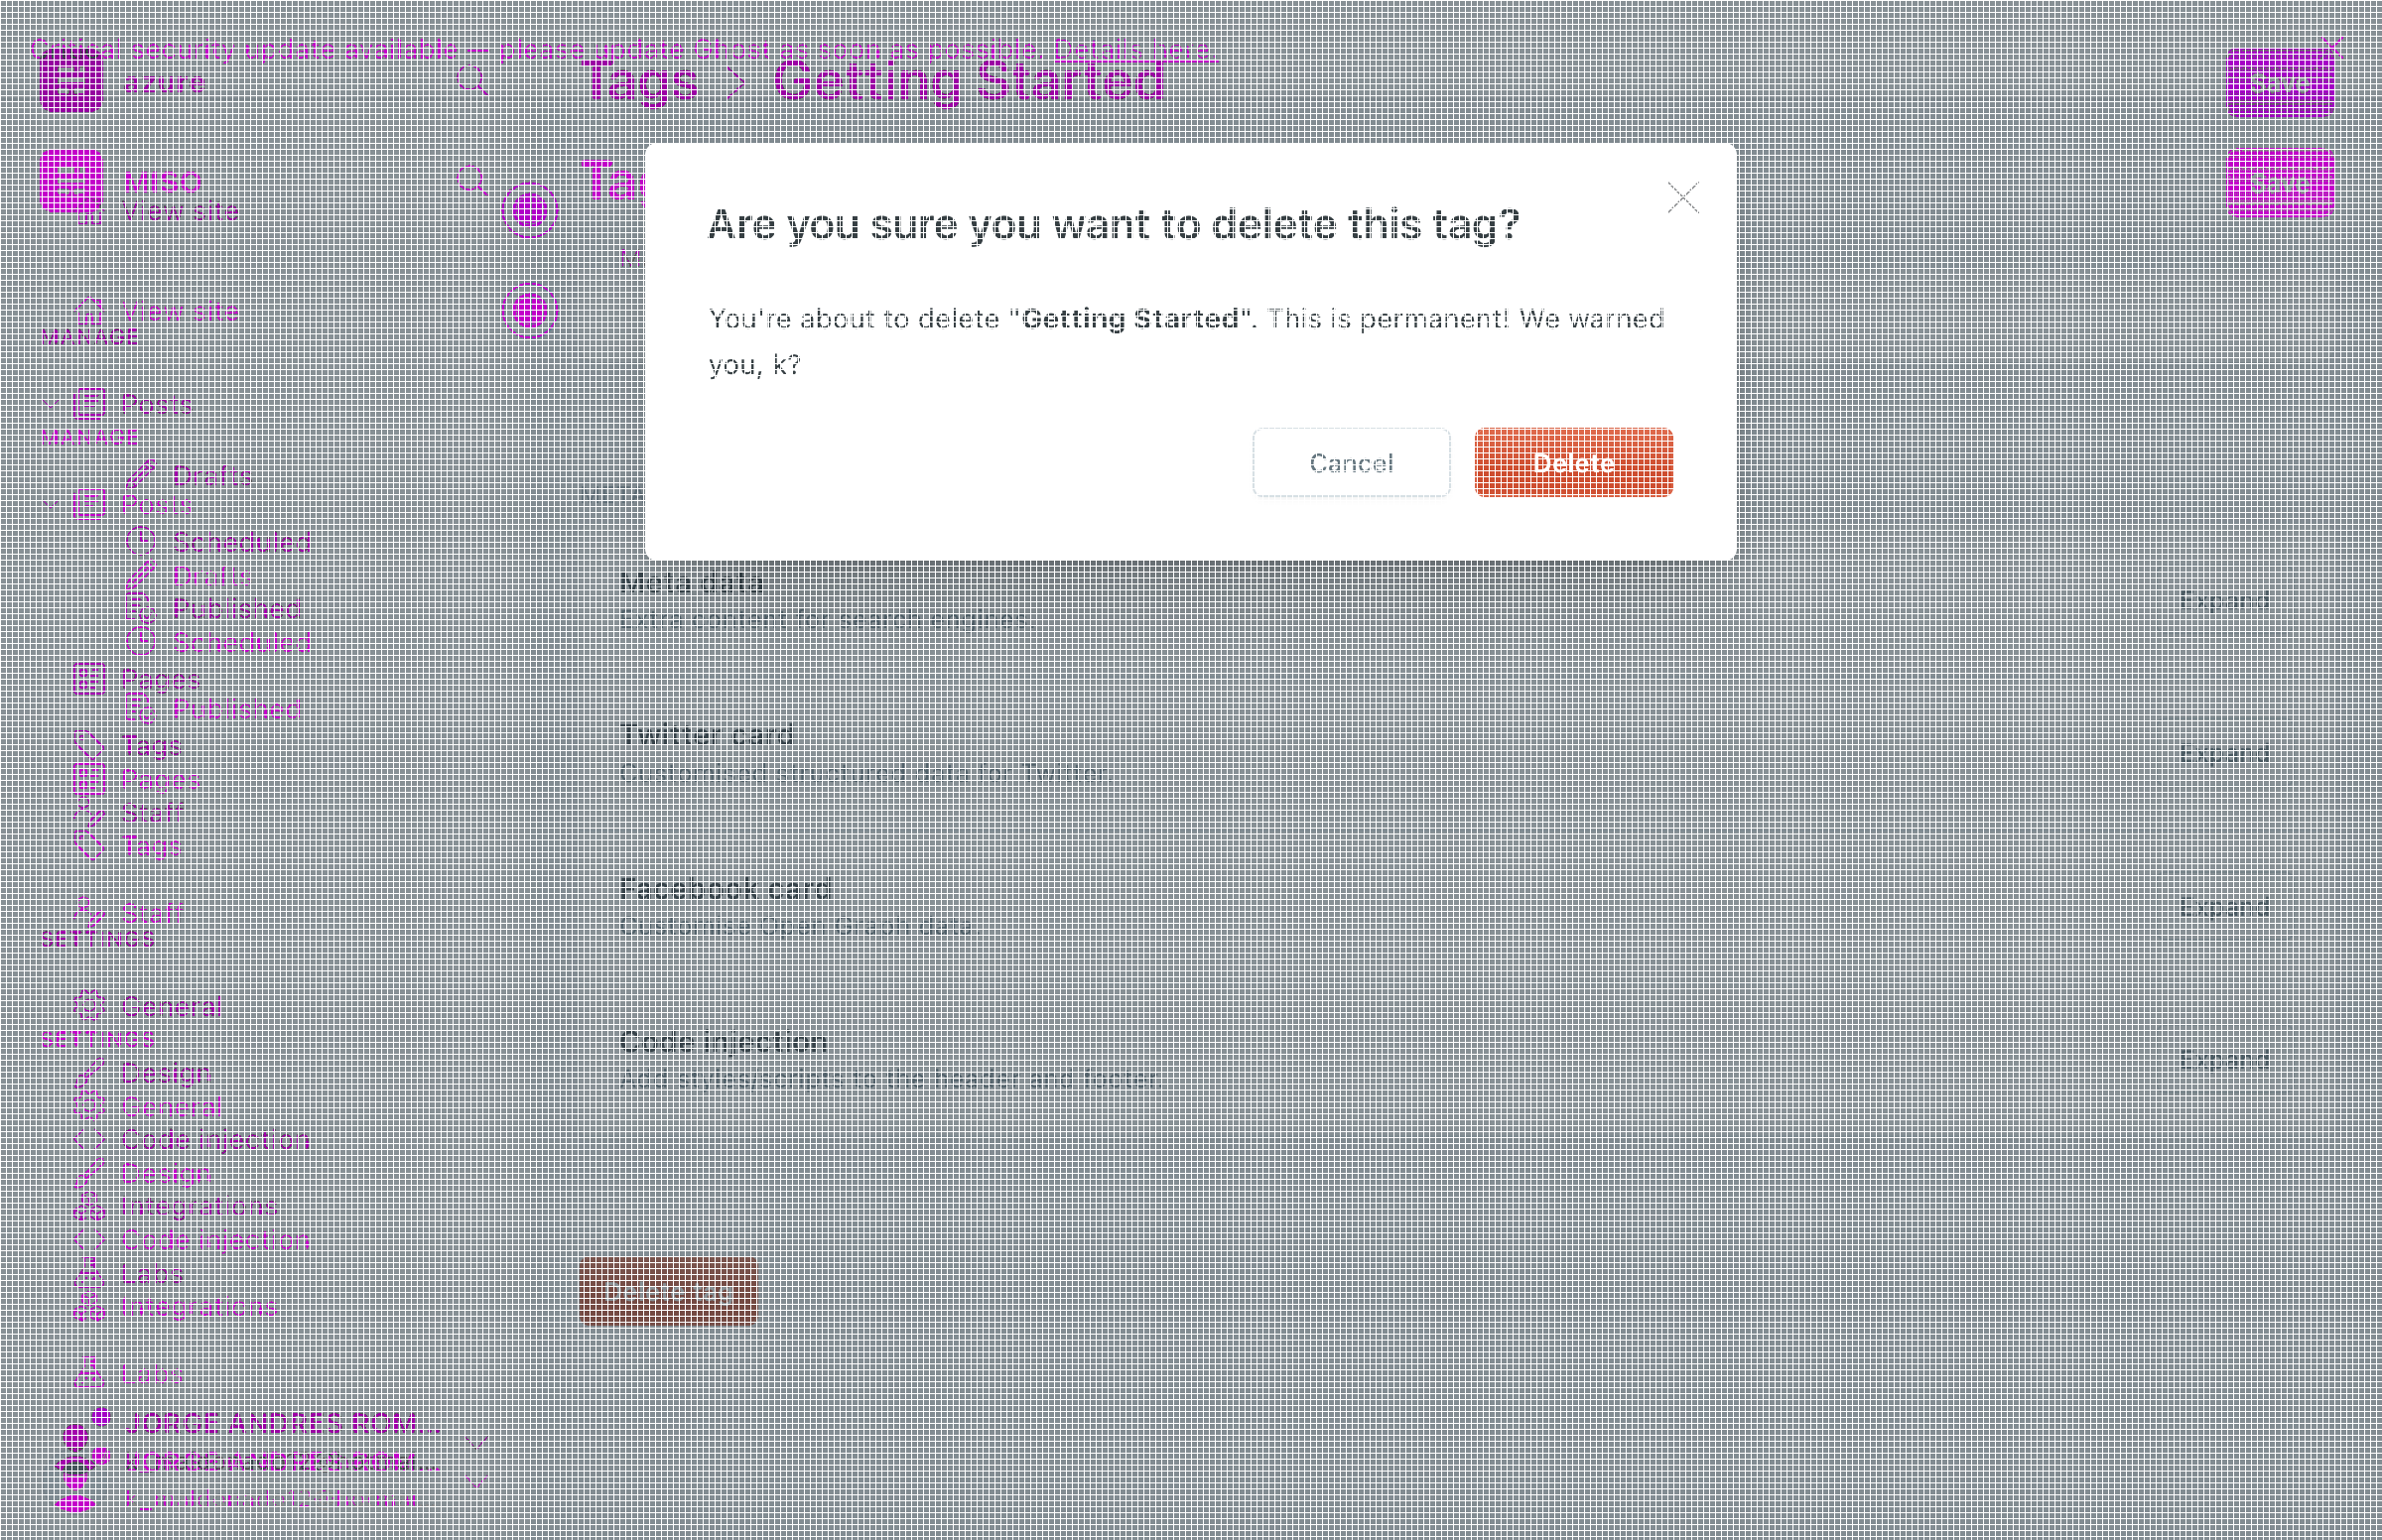 Critical security update available — please update Ghost as soon as possible. Details here.
azure
Tags > Getting Started
Save
MISO
Save
View site
View site
MANAGE
Posts
MANAGE
Drafts
Posts
Scheduled
Drafts
Published
Scheduled
Pages
Published
Tags
Pages
Staff
Tags
Staff
SETTINGS
General
SETTINGS
Design
General
Code injection
Design
Integrations
Code injection
Labs
Integrations
Labs
JORGE ANDRES ROM...
JORGE ANDRES ROM...
Are you sure you want to delete this tag?
You're about to delete "Getting Started". This is permanent! We warned
you, k?
Cancel
Delete
Meta data
Extra content for search engines.
Expand
Twitter card
Customised structured data for Twitter.
Expand
Facebook card
Customise Open Graph data.
Expand
Code injection
Add styles/scripts to the header and footer.
Expand
Delete tag